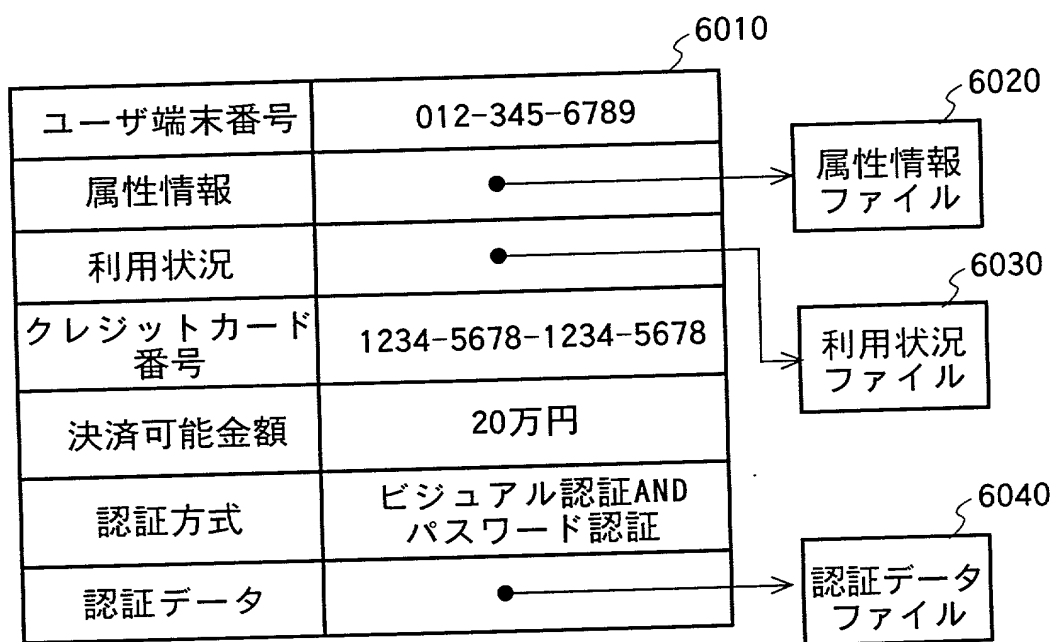 6010
ユーザ端末番号
012-345-6789
6020
属性情報
属性情報
ファイル
利用状況
6030
クレジットカード
番号
1234-5678-1234-5678
利用状況
ファイル
決済可能金額
20万円
認証方式
ビジュアル認証AND
パスワード認証
6040
認証データ
認証データ
ファイル